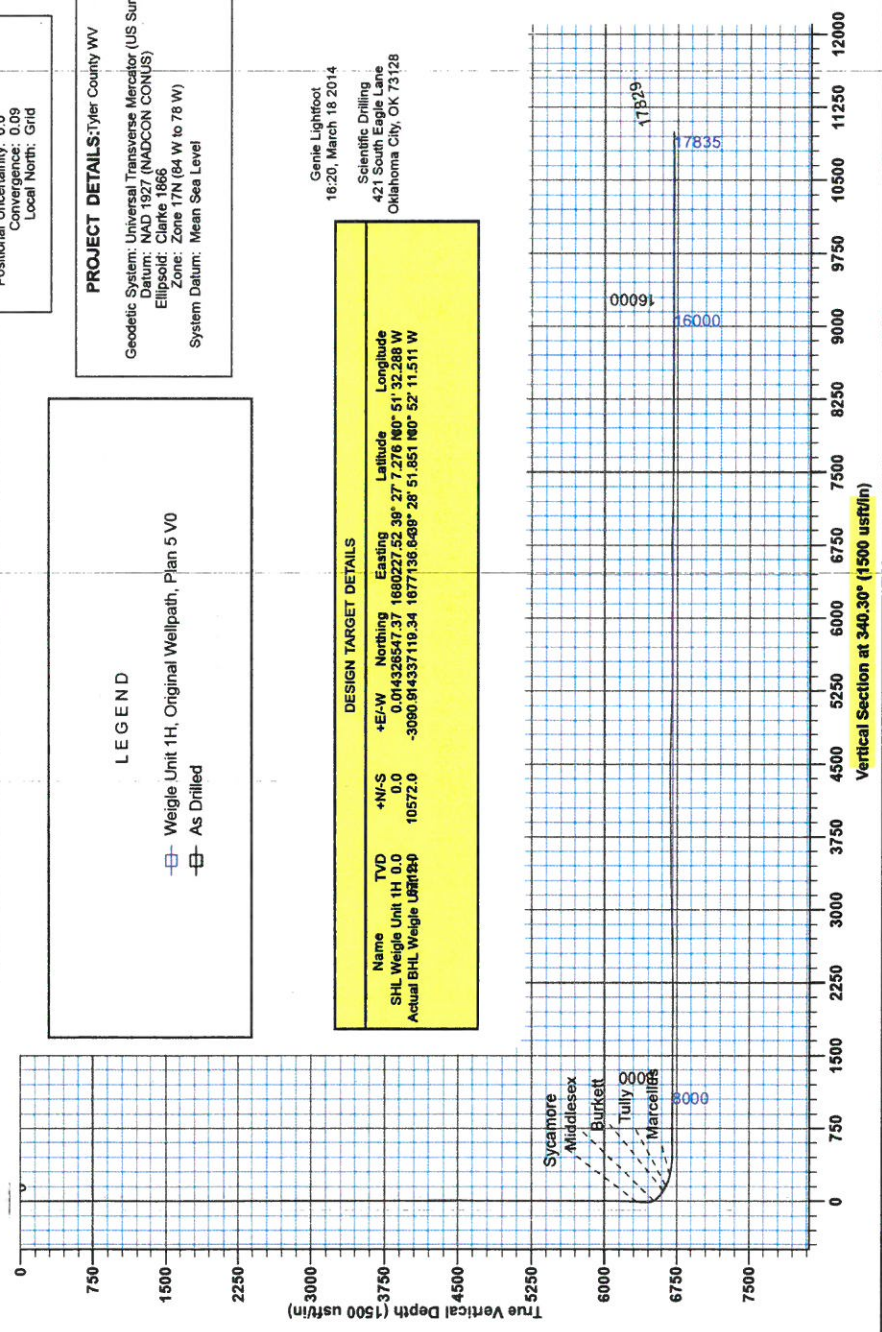 Positional Uncertainty: 0.0
Convergence: 0.09
Local North: Grid
PROJECT DETAILS:Tyler County WV
Geodetic System: Universal Transverse Mercator (US Sur
Datum: NAD 1927 (NADCON CONUS)
Ellipsoid: Clarke 1866
Zone: Zone 17N (84 W to 78 W)
System Datum: Mean Sea Level
LEGEND
Weigle Unit 1H, Original Wellpath, Plan 5 V0
As Drilled
Genie Lightfoot
16:20, March 18 2014
Scientific Drilling
421 South Eagle Lane
Oklahoma City, OK 73128
DESIGN TARGET DETAILS
Name TVD +N/-S +E/-W Northing Easting Latitude Longitude
SHL Weigle Unit 1H 0.0 0.0 0.014326547.37 1680227.52 39° 27' 7.276 51' 32.288 W
Actual BHL Weigle 10572.0 -3090.914337119.34 1677136.64 28' 51.851 52' 11.511 W
0
750
1500
2250
3000
3750
4500
5250
6000
6750
7500
True Vertical Depth (1500 usft/in)
Sycamore
Middlesex
Burkett
Tully
Marcellus
8000
8000
16000
16000
17829
17835
0 750 1500 2250 3000 3750 4500 5250 6000 6750 7500 8250 9000 9750 10500 11250 12000
Vertical Section at 340.30° (1500 usft/in)